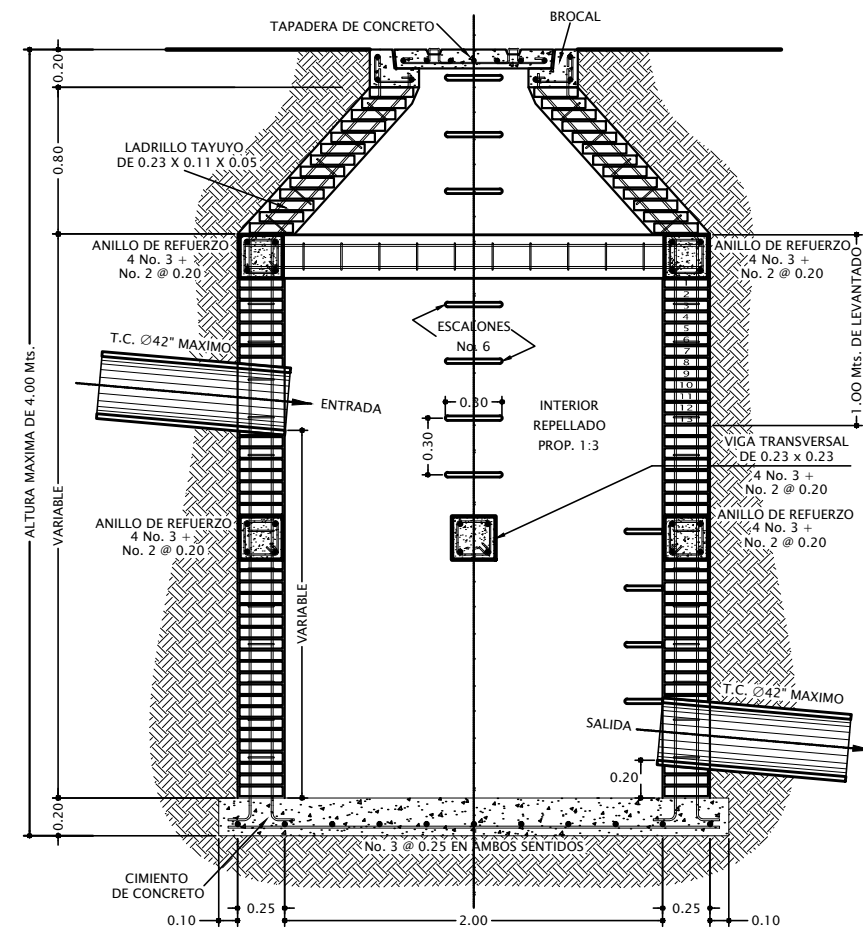 TAPADERA DE CONCRETO
BROCAL
0.20
0.80
LADRILLO TAYUYO
DE 0.23 X 0.11 X 0.05
ANILLO DE REFUERZO
4 No. 3 +
No. 2 @ 0.20
ANILLO DE REFUERZO
4 No. 3 +
No. 2 @ 0.20
1
2
3
4
5
6
7
8
9
10
11
12
13
1.00 Mts. DE LEVANTADO
ALTURA MAXIMA DE 4.00 Mts.
VARIABLE
T.C. Ø42" MAXIMO
ENTRADA
ESCALONES
No. 6
0.30
0.30
INTERIOR
REPELLADO
PROP. 1:3
VIGA TRANSVERSAL
DE 0.23 x 0.23
4 No. 3 +
No. 2 @ 0.20
ANILLO DE REFUERZO
4 No. 3 +
No. 2 @ 0.20
ANILLO DE REFUERZO
4 No. 3 +
No. 2 @ 0.20
VARIABLE
T.C. Ø42" MAXIMO
SALIDA
0.20
0.20
No. 3 @ 0.25 EN AMBOS SENTIDOS
CIMIENTO
DE CONCRETO
0.10
0.25
2.00
0.25
0.10